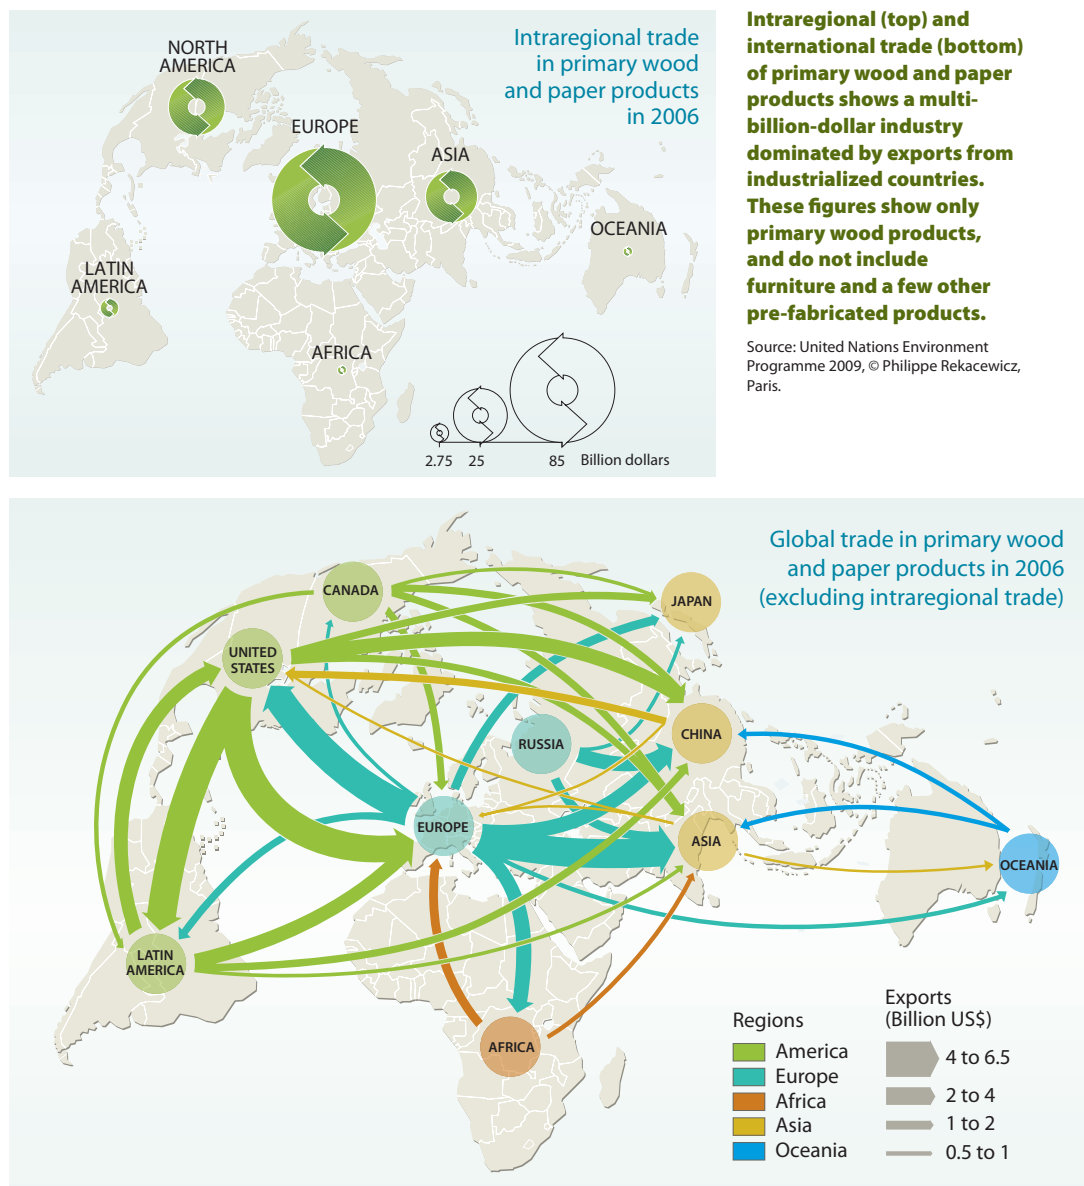 Intraregional trade
in primary wood
and paper products
in 2006
NORTH
AMERICA
EUROPE
ASIA
OCEANIA
LATIN
AMERICA
AFRICA
2.75 25 85 Billion dollars
Intraregional (top) and
international trade (bottom)
of primary wood and paper
products shows a multi-
billion-dollar industry
dominated by exports from
industrialized countries.
These figures show only
primary wood products,
and do not include
furniture and a few other
pre-fabricated products.
Source: United Nations Environment
Programme 2009, © Philippe Rekacewicz,
Paris.
Global trade in primary wood
and paper products in 2006
(excluding intraregional trade)
CANADA
JAPAN
UNITED
STATES
CHINA
RUSSIA
EUROPE
ASIA
OCEANIA
LATIN
AMERICA
AFRICA
Regions
America
Europe
Africa
Asia
Oceania
Exports
(Billion US$)
4 to 6.5
2 to 4
1 to 2
0.5 to 1